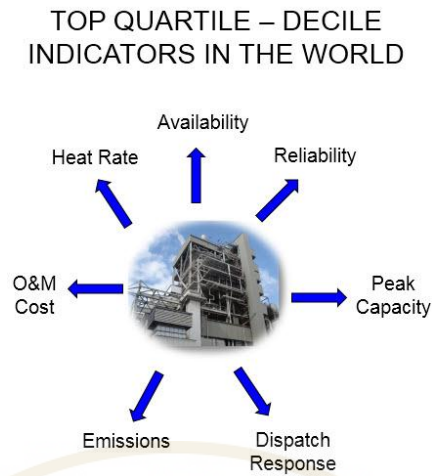 TOP QUARTILE – DECILE
INDICATORS IN THE WORLD
Availability
Heat Rate
Reliability
O&M
Cost
Peak
Capacity
Emissions
Dispatch
Response